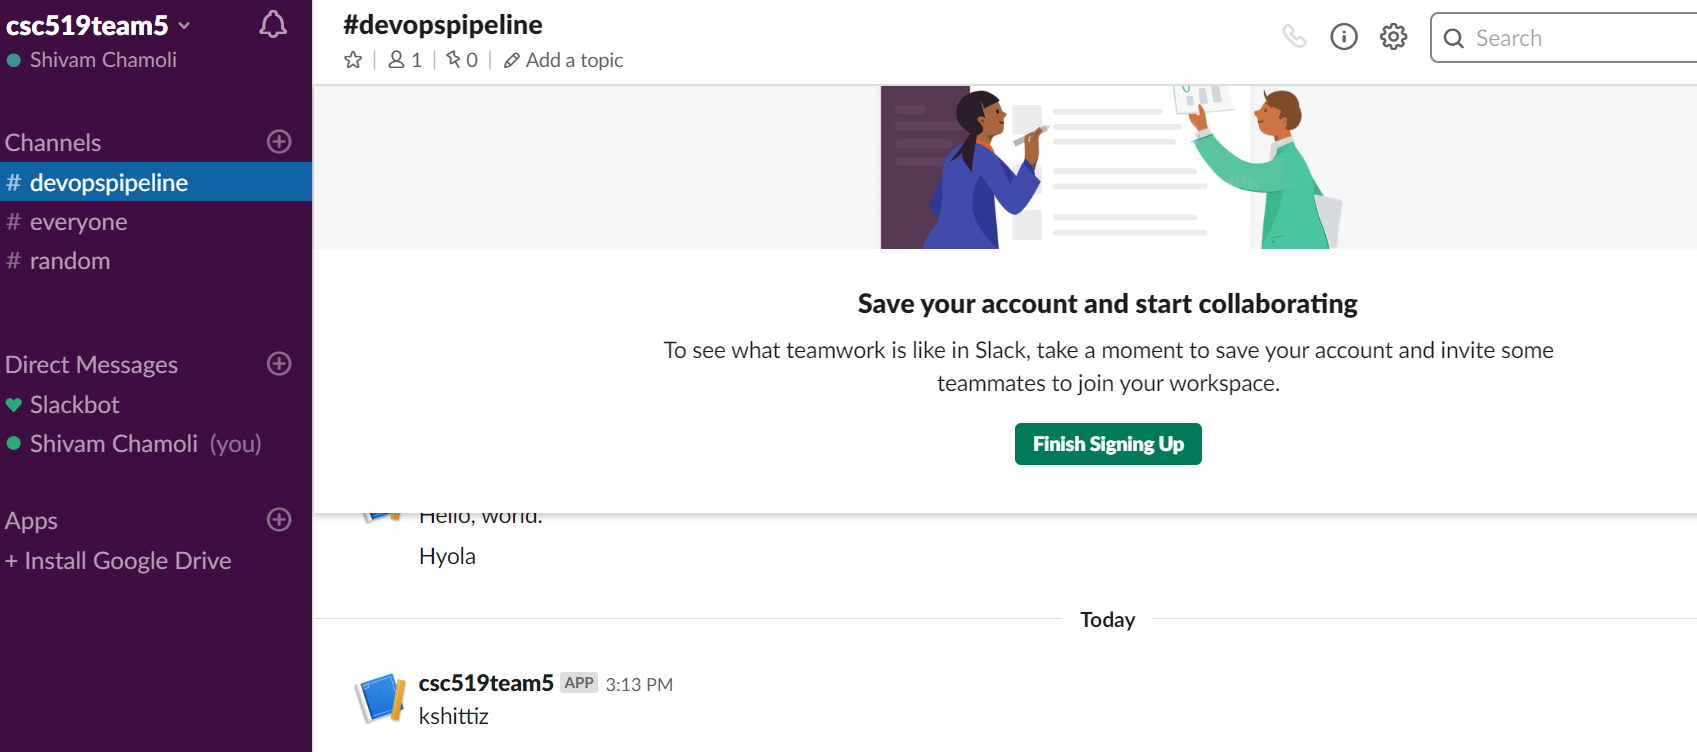 csc519team5
Shivam Chamoli
Channels
# devopspipeline
# everyone
# random
Direct Messages
Slackbot
Shivam Chamoli (you)
Apps
+ Install Google Drive
#devopspipeline
1 | 0 | Add a topic
Search
Save your account and start collaborating
To see what teamwork is like in Slack, take a moment to save your account and invite some
teammates to join your workspace.
Finish Signing Up
Hello, world.
Hyola
Today
csc519team5 APP 3:13 PM
kshittiz